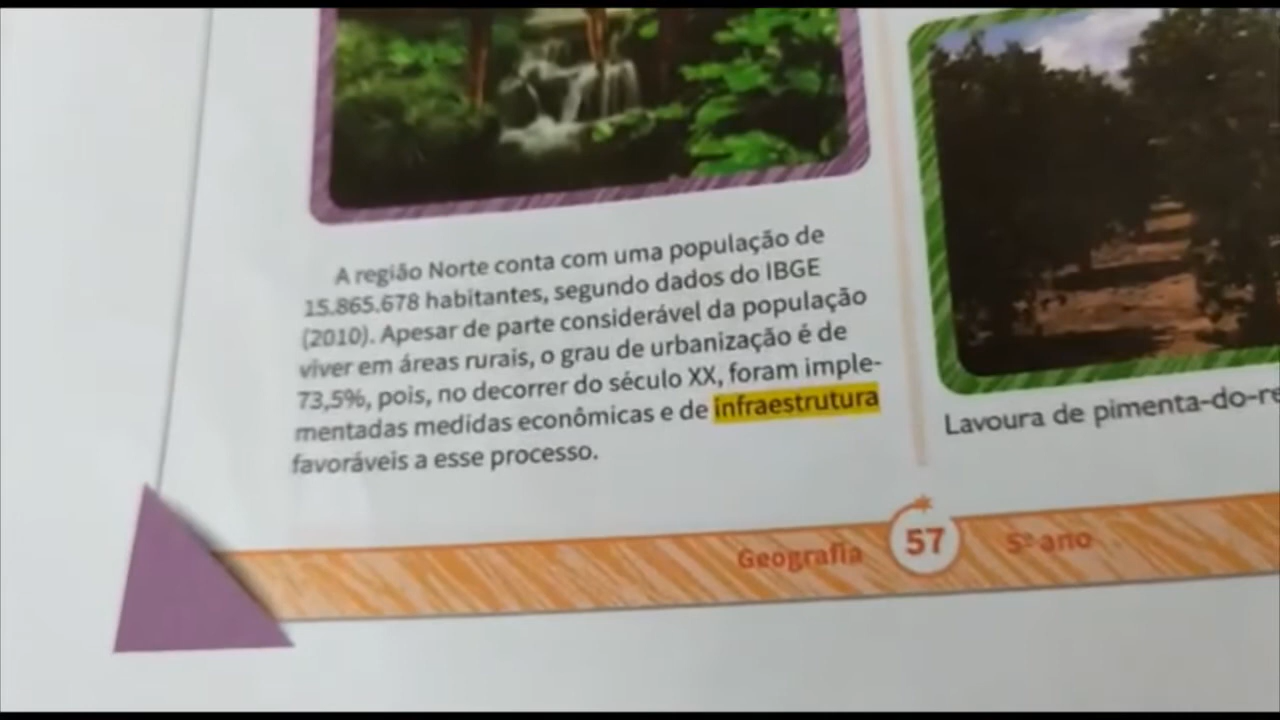 A região Norte conta com uma população de
15.865.678 habitantes, segundo dados do IBGE
(2010). Apesar de parte considerável da população
viver em áreas rurais, o grau de urbanização é de
73,5%, pois, no decorrer do século XX, foram imple-
mentadas medidas econômicas e de infraestrutura
favoráveis a esse processo.
Lavoura de pimenta-do-re
Geografia 57 5º ano